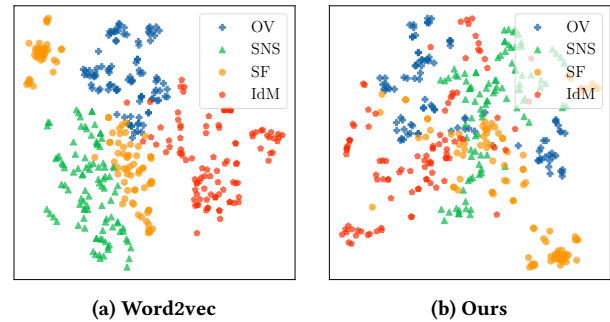 OV
SNS
SF
IdM
OV
SNS
SF
IdM
(a) Word2vec
(b) Ours